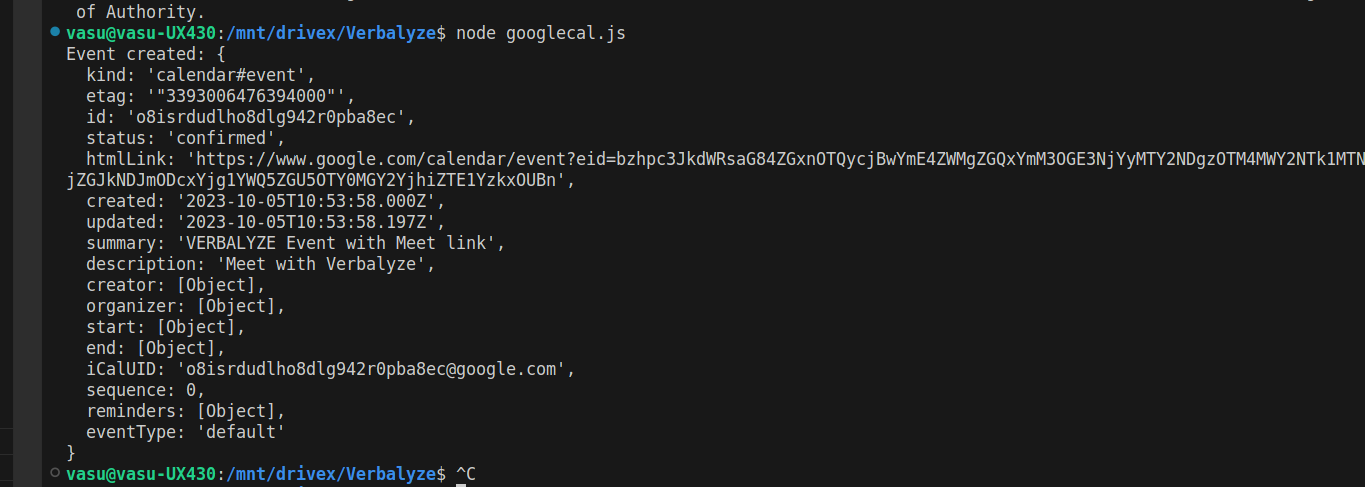 of Authority.
vasu@vasu-UX430:/mnt/drivex/Verbalyze$ node googlecal.js
Event created: {
  kind: 'calendar#event',
  etag: '"3393006476394000"',
  id: 'o8isrdudlho8dlg942r0pba8ec',
  status: 'confirmed',
  htmlLink: 'https://www.google.com/calendar/event?eid=bzhpc3JkdWRsaG84ZGxnOTQycjBwYmE4ZWMgZGQxYmM3OGE3NjYyMTY2NDgzOTM4MWY2NTk1MTN
jZGJkNDJmODcxYjg1YWQ5ZGU5OTY0MGY2YjhiZTE1YzkxOUBn',
  created: '2023-10-05T10:53:58.000Z',
  updated: '2023-10-05T10:53:58.197Z',
  summary: 'VERBALYZE Event with Meet link',
  description: 'Meet with Verbalyze',
  creator: [Object],
  organizer: [Object],
  start: [Object],
  end: [Object],
  iCalUID: 'o8isrdudlho8dlg942r0pba8ec@google.com',
  sequence: 0,
  reminders: [Object],
  eventType: 'default'
}
vasu@vasu-UX430:/mnt/drivex/Verbalyze$ ^C